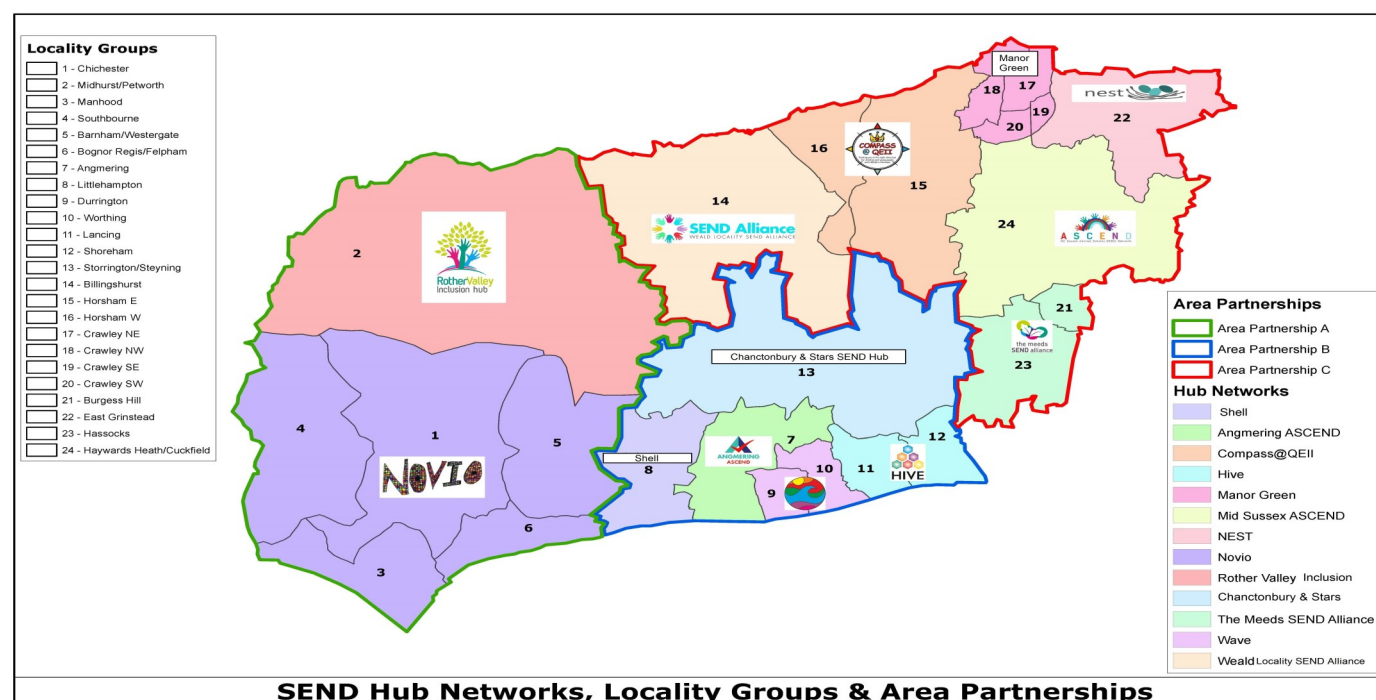 Locality Groups
1 - Chichester
2 - Midhurst/Petworth
3 - Manhood
4 - Southbourne
5 - Barnham/Westergate
6 - Bognor Regis/Felpham
7 - Angmering
8 - Littlehampton
9 - Durrington
10 - Worthing
11 - Lancing
12 - Shoreham
13 - Storrington/Steyning
14 - Billingshurst
15 - Horsham E
16 - Horsham W
17 - Crawley NE
18 - Crawley NW
19 - Crawley SE
20 - Crawley SW
21 - Burgess Hill
22 - East Grinstead
23 - Hassocks
24 - Haywards Heath/Cuckfield
Manor
Green
17
18
19
20
nest
22
16
COMPASS
@ QEII
15
14
SEND Alliance
WEALD LOCALITY SEND ALLIANCE
24
ASCEND
2
RotherValley
inclusion hub
21
the meeds
SEND alliance
23
Chanctonbury & Stars SEND Hub
13
4
1
5
NOVIO
6
3
Shell
8
7
ANGMERING
ASCEND
9
10
11
12
HIVE
Area Partnerships
Area Partnership A
Area Partnership B
Area Partnership C
Hub Networks
Shell
Angmering ASCEND
Compass@QEII
Hive
Manor Green
Mid Sussex ASCEND
NEST
Novio
Rother Valley Inclusion
Chanctonbury & Stars
The Meeds SEND Alliance
Wave
Weald Locality SEND Alliance
SEND Hub Networks, Locality Groups & Area Partnerships